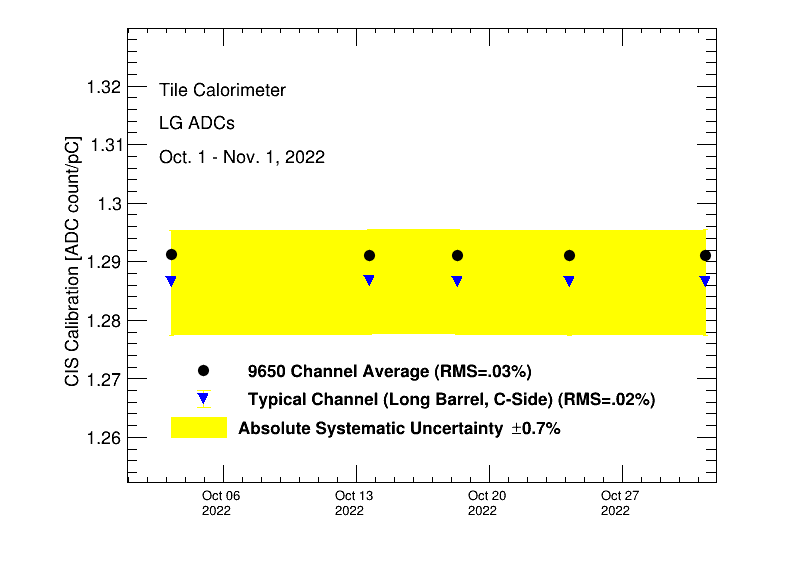 1.32
1.31
1.3
1.29
1.28
1.27
1.26
CIS Calibration [ADC count/pC]
Tile Calorimeter
LG ADCs
Oct. 1 - Nov. 1, 2022
9650 Channel Average (RMS=.03%)
Typical Channel (Long Barrel, C-Side) (RMS=.02%)
Absolute Systematic Uncertainty ±0.7%
Oct 06
2022
Oct 13
2022
Oct 20
2022
Oct 27
2022